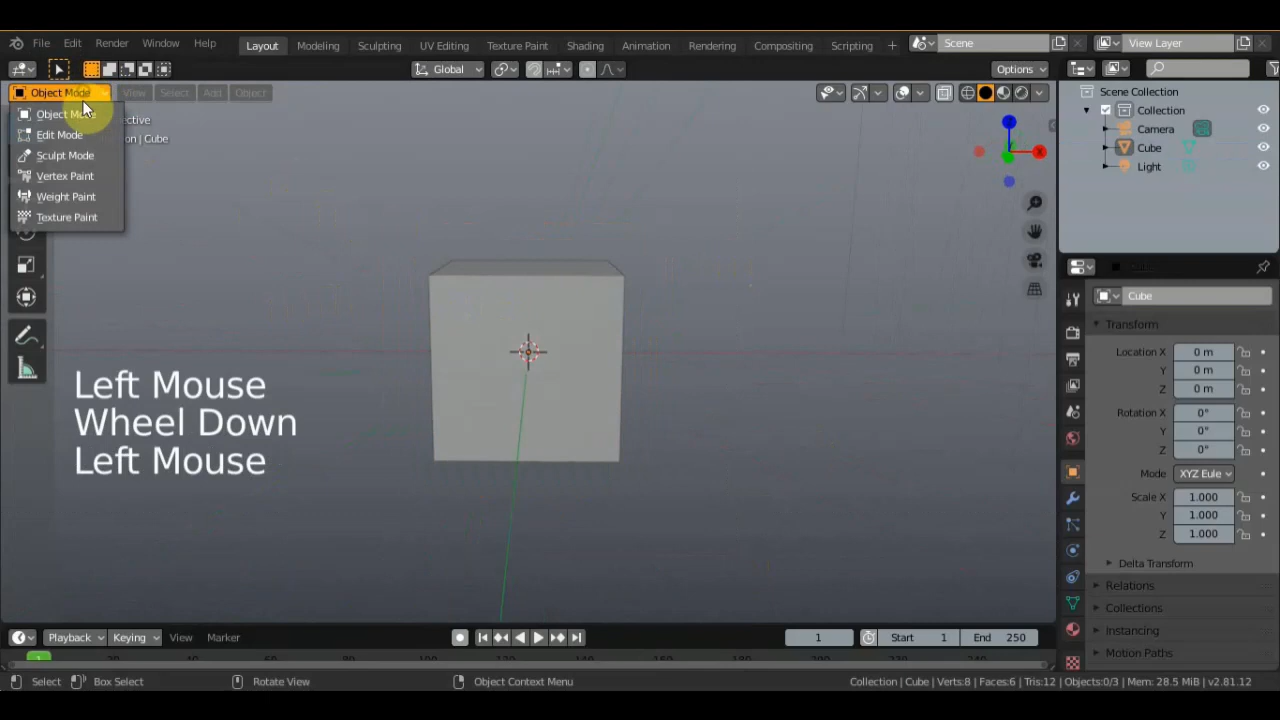 File Edit Render Window Help Layout Modeling Sculpting UV Editing Texture Paint Shading Animation Rendering Compositing Scripting + Scene View Layer
Global Options
Object Mode View Select Add Object
Object Mo
Edit Mode
Sculpt Mode
Vertex Paint
Weight Paint
Texture Paint
ective
on | Cube
Left Mouse
Wheel Down
Left Mouse
Scene Collection
Collection
Camera
Cube
Light
Cube
Cube
Transform
Location X 0 m
Y 0 m
Z 0 m
Rotation X 0°
Y 0°
Z 0°
Mode XYZ Eule
Scale X 1.000
Y 1.000
Z 1.000
Delta Transform
Relations
Collections
Instancing
Motion Paths
Playback Keying View Marker 1 Start 1 End 250
1
Select Box Select Rotate View Object Context Menu Collection | Cube | Verts:8 | Faces:6 | Tris:12 | Objects:0/3 | Mem: 28.5 MiB | v2.81.12